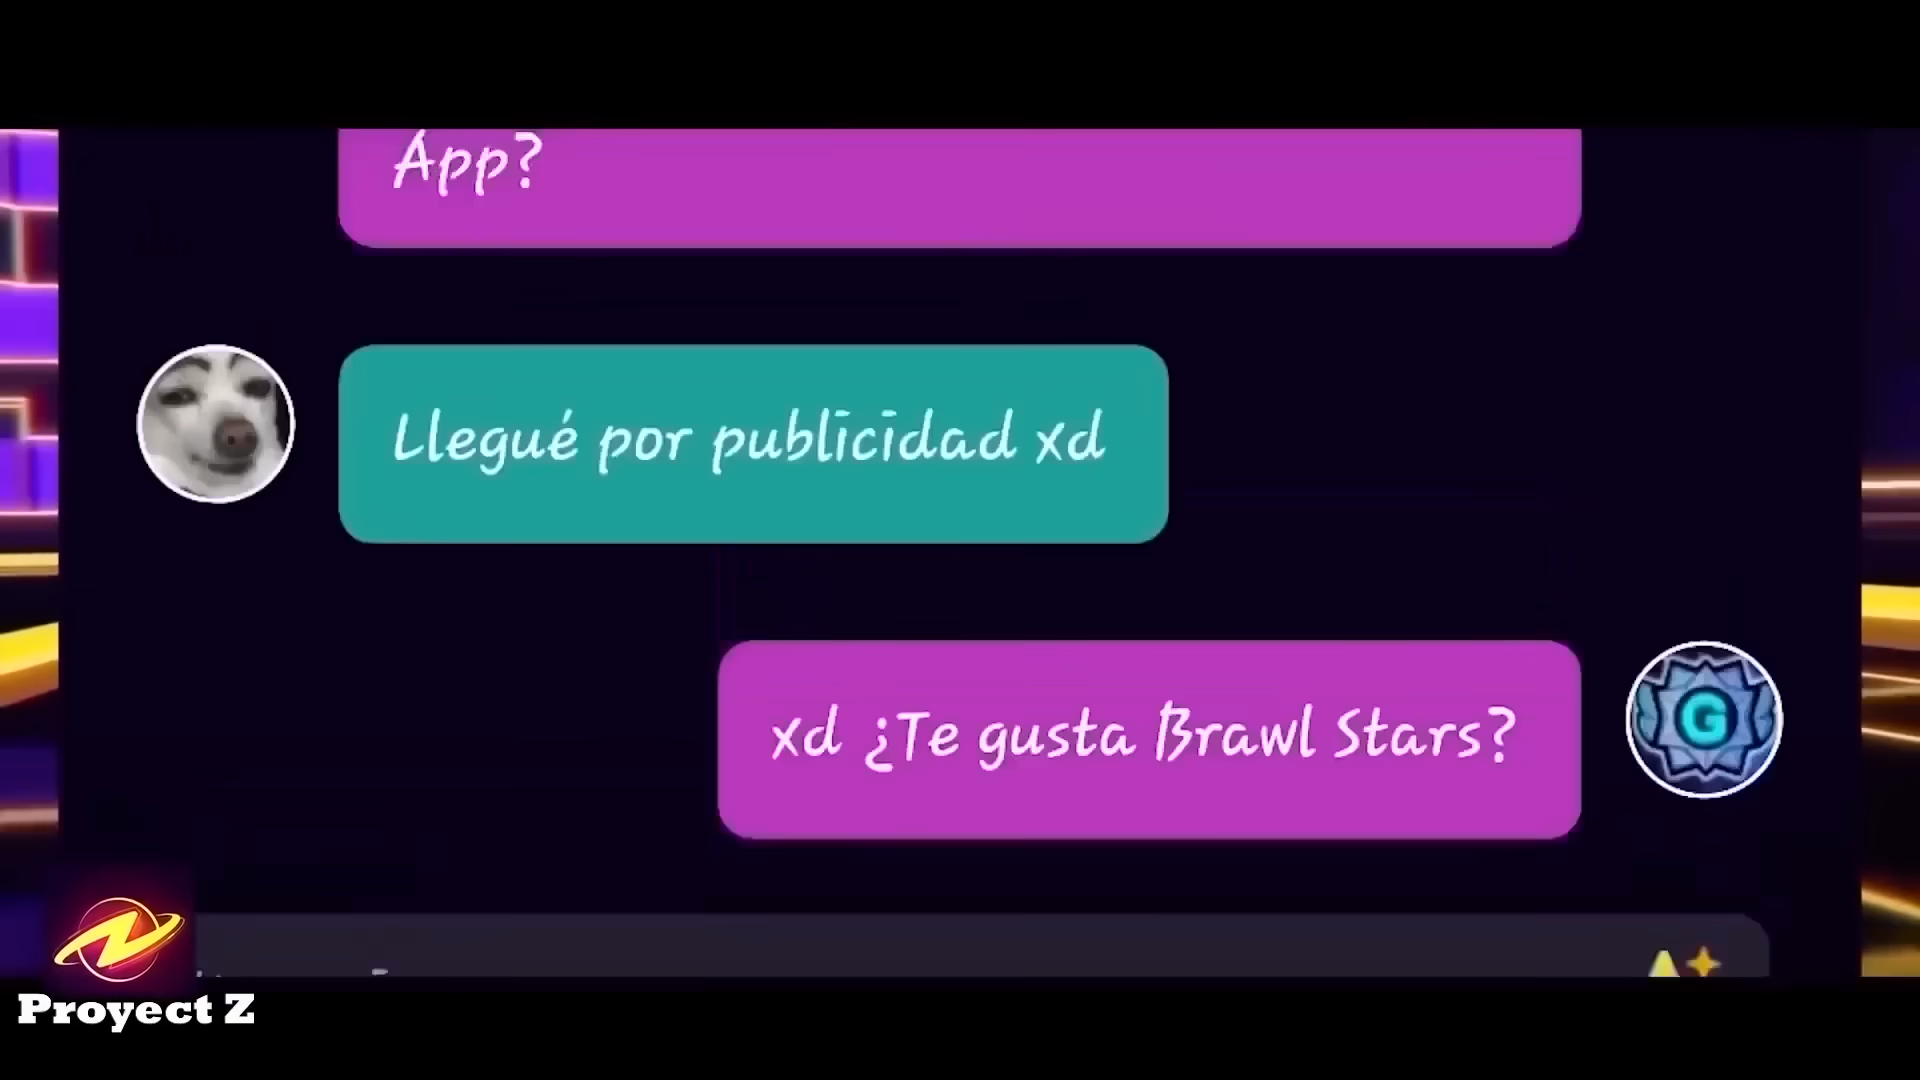 App?
Llegué por publicidad xd
xd ¿Te gusta Brawl Stars?
G
Proyect Z